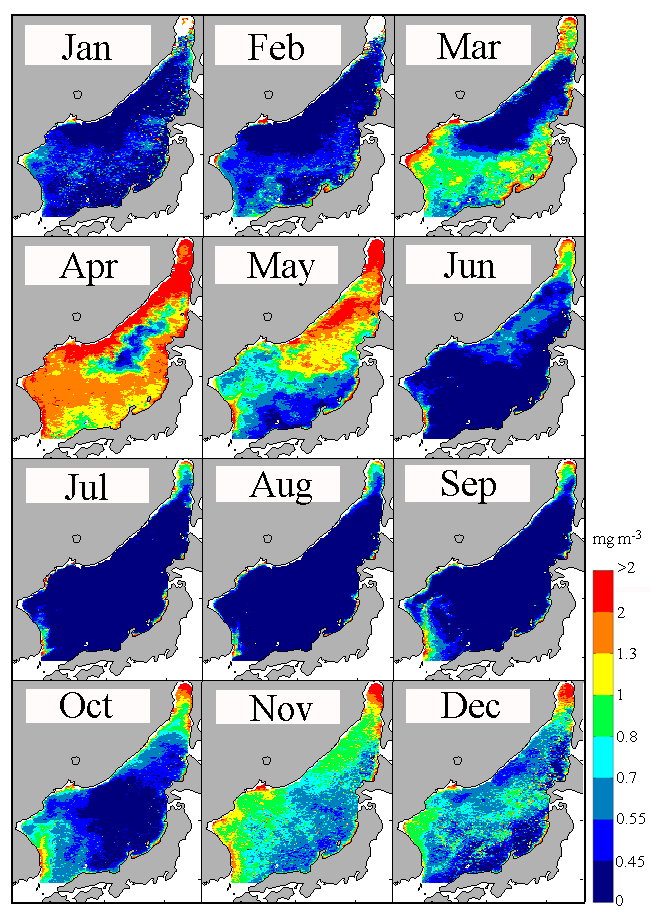 Jan Feb Mar
Apr May Jun
Jul Aug Sep
mg m-3
>2
2
1.3
1
0.8
0.7
0.55
0.45
0
Oct Nov Dec